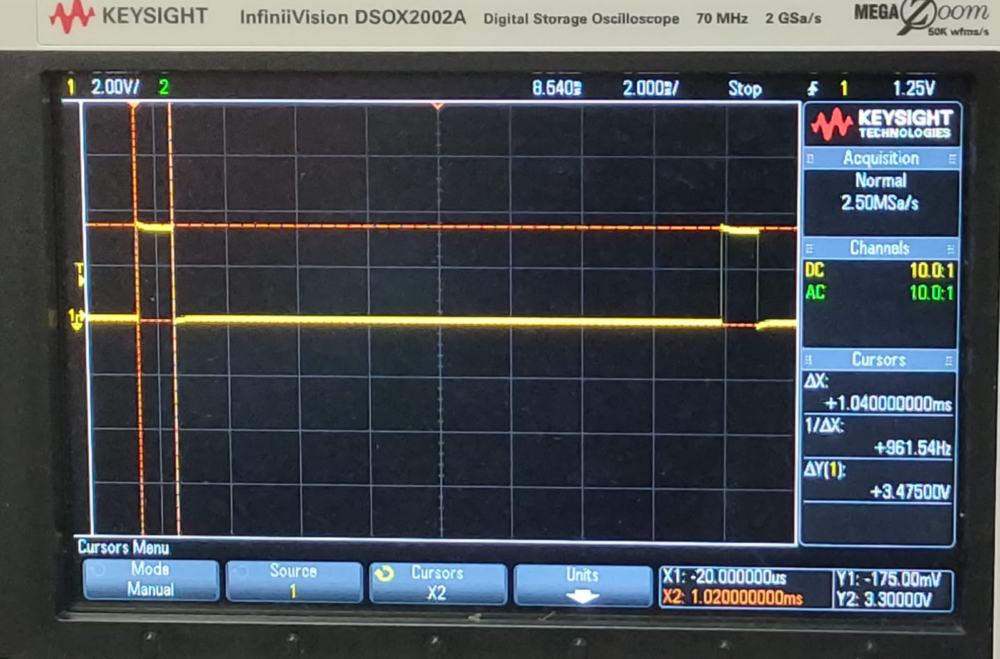 KEYSIGHT InfiniiVision DSOX2002A Digital Storage Oscilloscope 70 MHz 2 GSa/s MEGA Zoom
50K wfms/s
1 2.00V/ 2 8.640s 2.000s/ Stop 1 1.25V
KEYSIGHT
TECHNOLOGIES
Acquisition
Normal
2.50MSa/s
Channels
DC 10.0:1
AC 10.0:1
Cursors
ΔX:
+1.040000000ms
1/ΔX:
+961.54Hz
ΔY(1):
+3.47500V
T
1
Cursors Menu
Mode
Manual
Source
1
Cursors
X2
Units
X1: -20.000000us
X2: 1.020000000ms
Y1: -175.00mV
Y2: 3.30000V